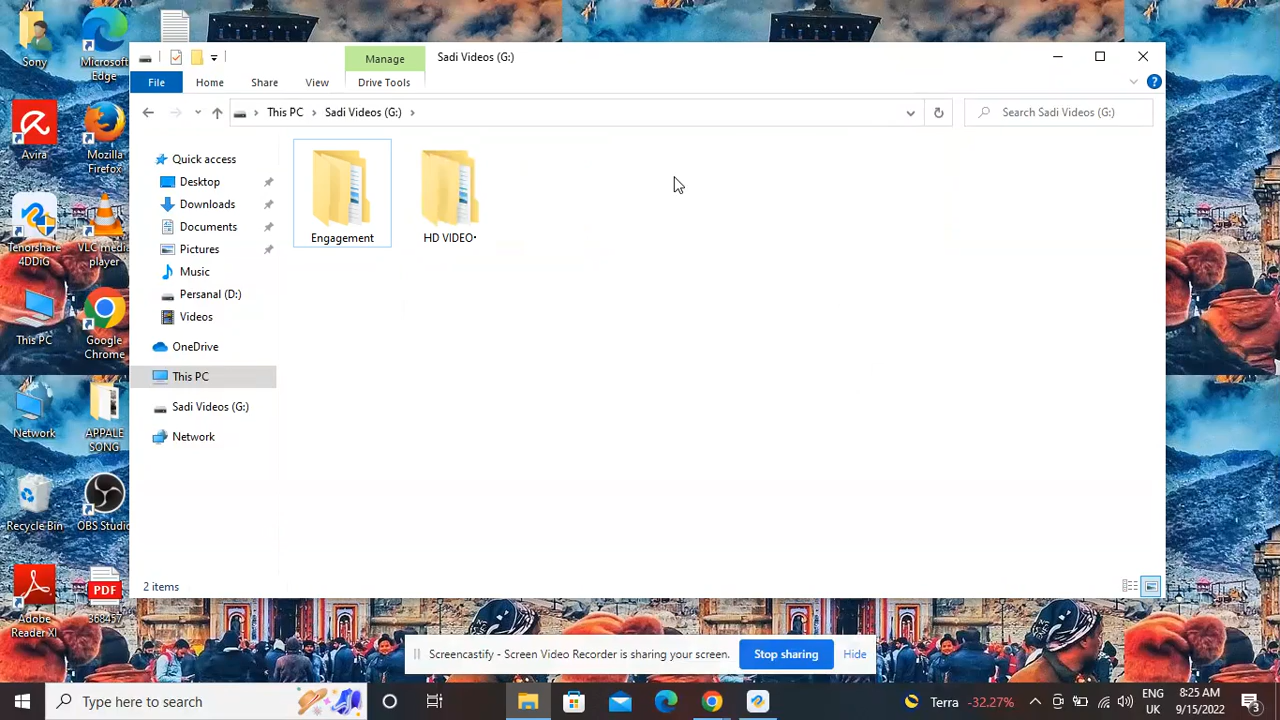 Sony
Microsoft
Edge
Manage
Sadi Videos (G:)
File
Home
Share
View
Drive Tools
This PC
Sadi Videos (G:)
Search Sadi Videos (G:)
Avira
Mozilla
Firefox
Quick access
Desktop
Downloads
Documents
Pictures
Music
Persanal (D:)
Videos
OneDrive
This PC
Sadi Videos (G:)
Network
Engagement
HD VIDEO•
Tenorshare
4DDiG
VLC media
player
This PC
Google
Chrome
Network
APPALE
SONG
Recycle Bin
OBS Studio
Adobe
Reader XI
PDF
368457
2 items
Screencastify - Screen Video Recorder is sharing your screen.
Stop sharing
Hide
Type here to search
Terra -32.27%
ENG
UK
8:25 AM
9/15/2022
3